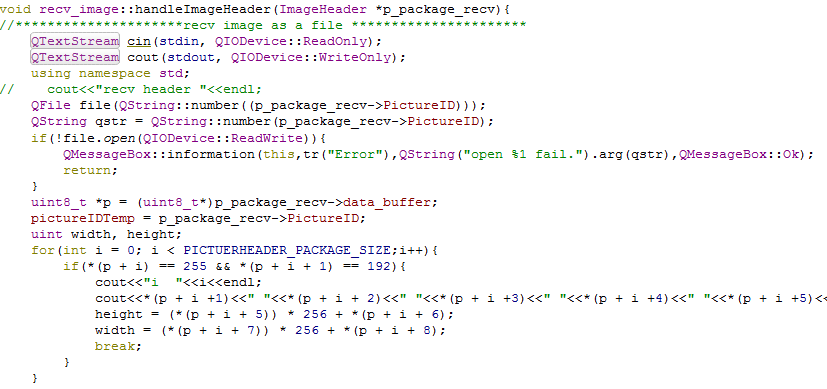 void recv_image::handleImageHeader(ImageHeader *p_package_recv){
//*********************recv image as a file **********************
    QTextStream cin(stdin, QIODevice::ReadOnly);
    QTextStream cout(stdout, QIODevice::WriteOnly);
    using namespace std;
//    cout<<"recv header "<<endl;
    QFile file(QString::number((p_package_recv->PictureID)));
    QString qstr = QString::number(p_package_recv->PictureID);
    if(!file.open(QIODevice::ReadWrite)){
        QMessageBox::information(this,tr("Error"),QString("open %1 fail.").arg(qstr),QMessageBox::Ok);
        return;
    }
    uint8_t *p = (uint8_t*)p_package_recv->data_buffer;
    pictureIDTemp = p_package_recv->PictureID;
    uint width, height;
    for(int i = 0; i < PICTUERHEADER_PACKAGE_SIZE;i++){
        if(*(p + i) == 255 && *(p + i + 1) == 192){
            cout<<"i  "<<i<<endl;
            cout<<*(p + i +1)<<" "<<*(p + i + 2)<<" "<<*(p + i +3)<<" "<<*(p + i +4)<<" "<<*(p + i +5)<<
            height = (*(p + i + 5)) * 256 + *(p + i + 6);
            width = (*(p + i + 7)) * 256 + *(p + i + 8);
            break;
        }
    }